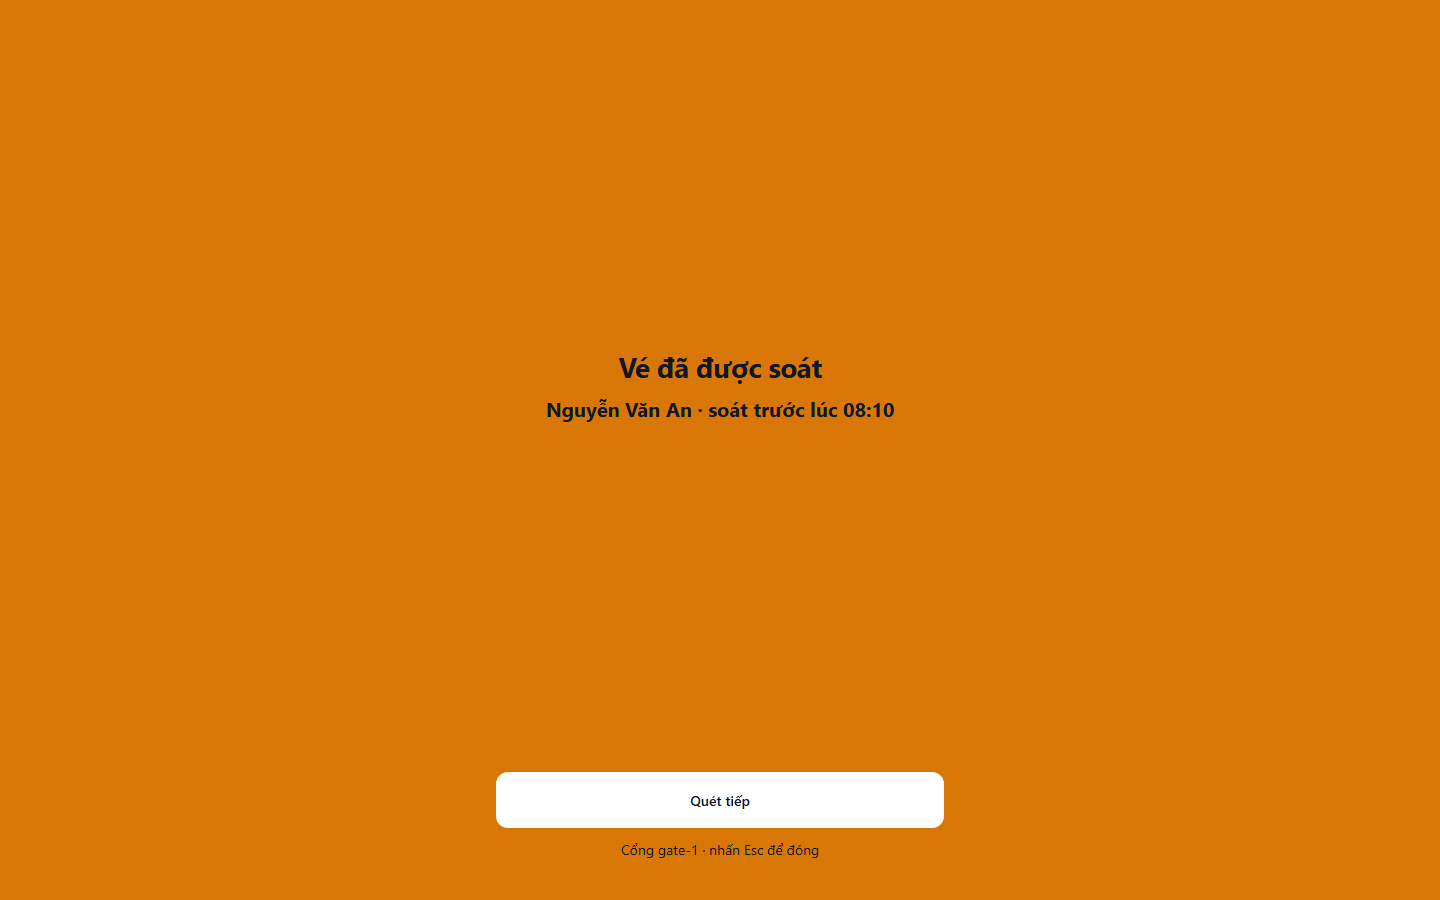 Vé đã được soát
Nguyễn Văn An · soát trước lúc 08:10
Quét tiếp
Cổng gate-1 · nhấn Esc để đóng